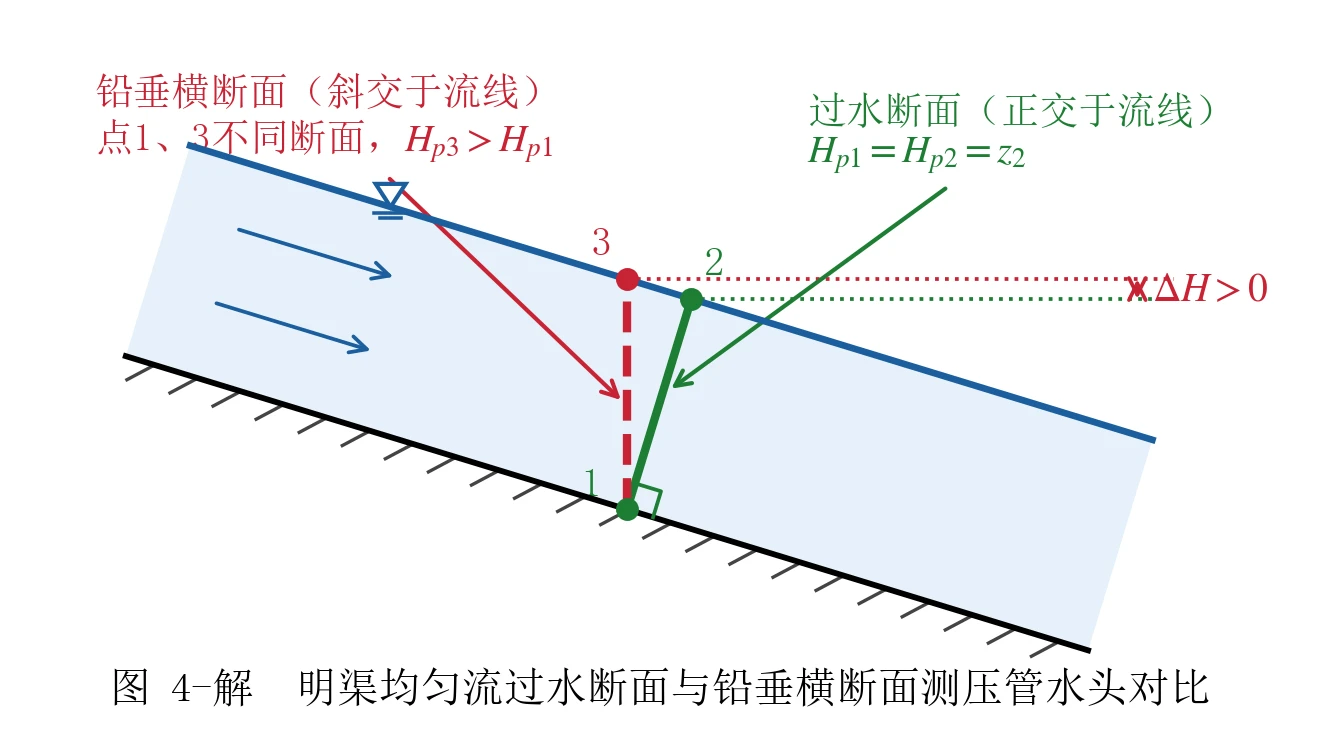 铅垂横断面（斜交于流线）
点1、3不同断面，Hp3 > Hp1
过水断面（正交于流线）
Hp1 = Hp2 = z2
3
2
ΔH > 0
1
图 4-解　明渠均匀流过水断面与铅垂横断面测压管水头对比